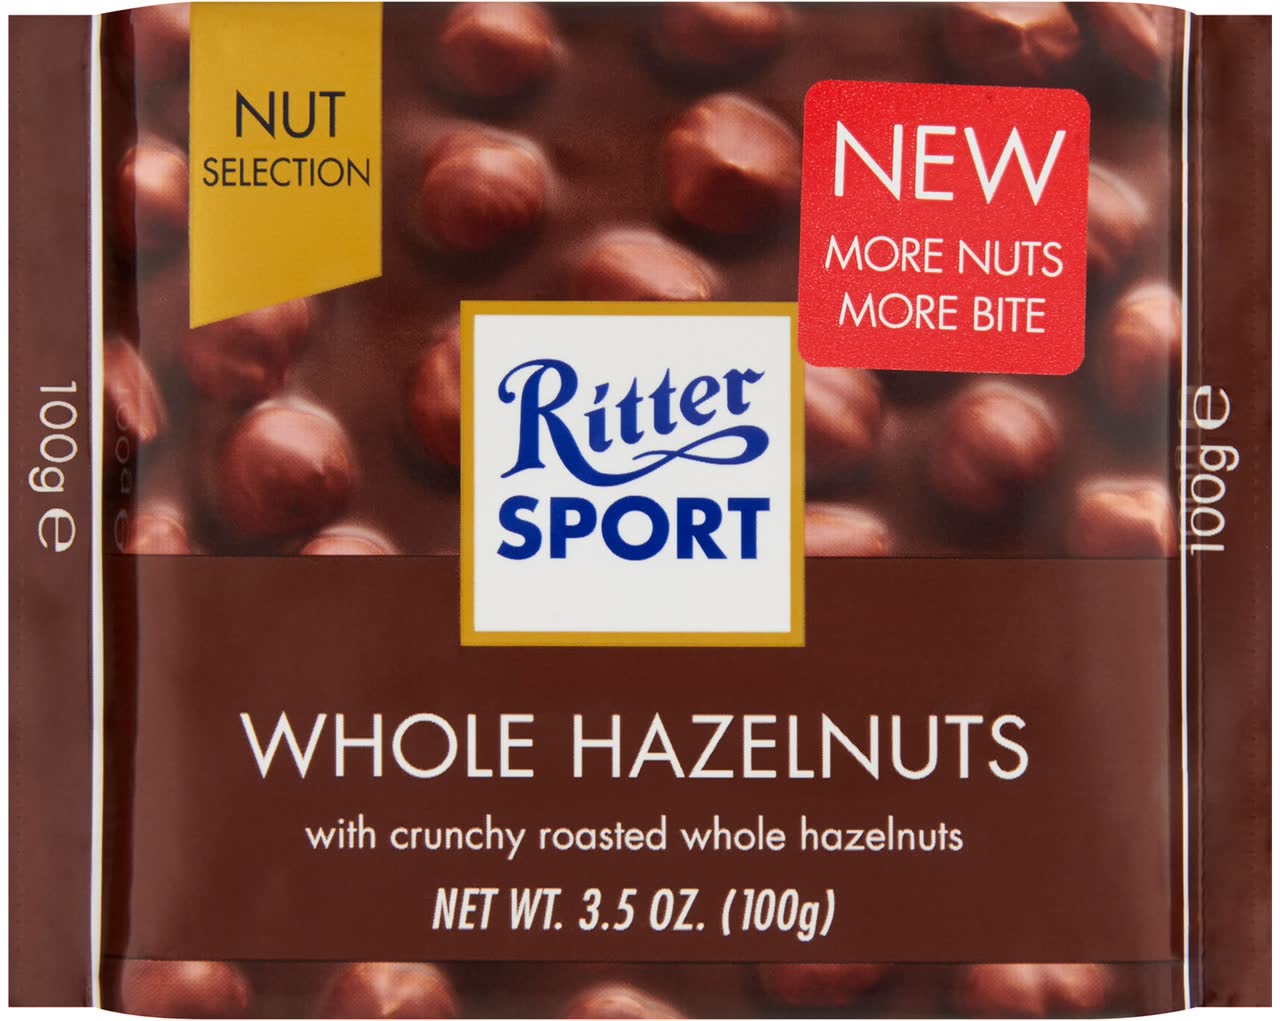 NUT
SELECTION
NEW
MORE NUTS
MORE BITE
Ritter
SPORT
WHOLE HAZELNUTS
with crunchy roasted whole hazelnuts
NET WT. 3.5 OZ. (100g)
100g e
100g e